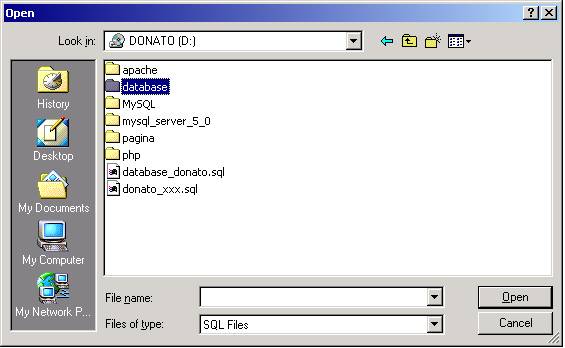 Open
Look in: DONATO (D:)
History
Desktop
My Documents
My Computer
My Network P...
apache
database
MySQL
mysql_server_5_0
pagina
php
database_donato.sql
donato_xxx.sql
File name: Open
Files of type: SQL Files Cancel